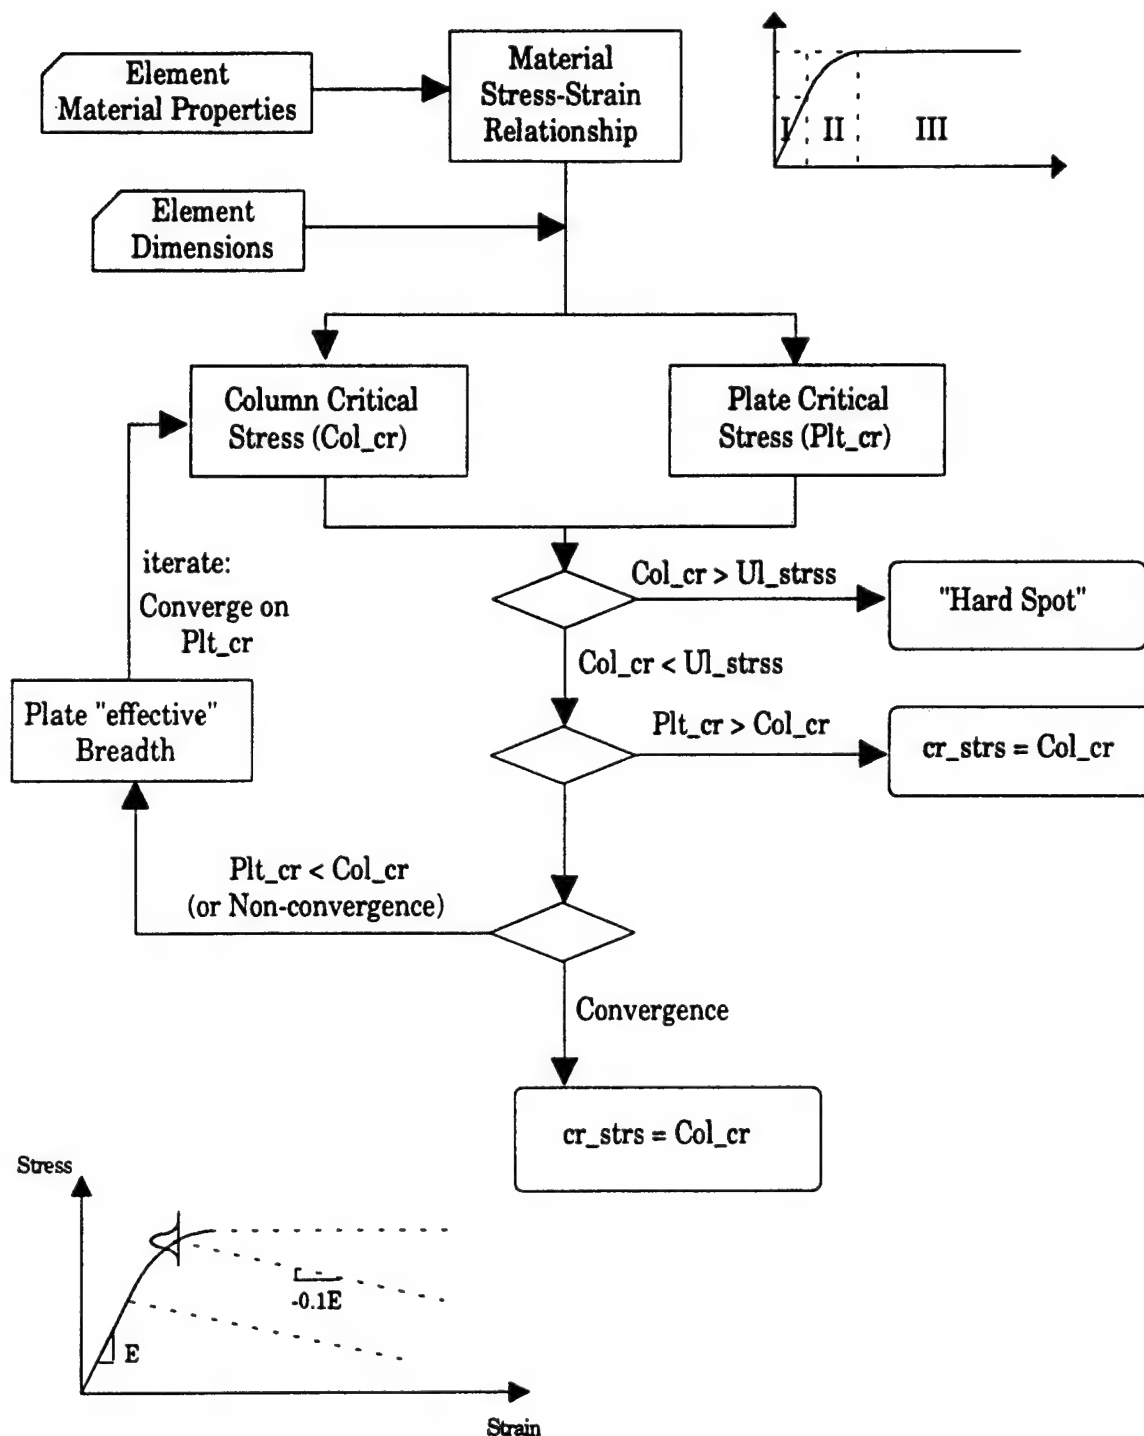 Element
Material Properties
Material
Stress-Strain
Relationship
I
II
III
Element
Dimensions
Column Critical
Stress (Col_cr)
Plate Critical
Stress (Plt_cr)
iterate:
Converge on
Plt_cr
Col_cr > Ul_strss
"Hard Spot"
Col_cr < Ul_strss
Plate "effective"
Breadth
Plt_cr > Col_cr
cr_strs = Col_cr
Plt_cr < Col_cr
(or Non-convergence)
Convergence
cr_strs = Col_cr
Stress
-0.1E
E
Strain